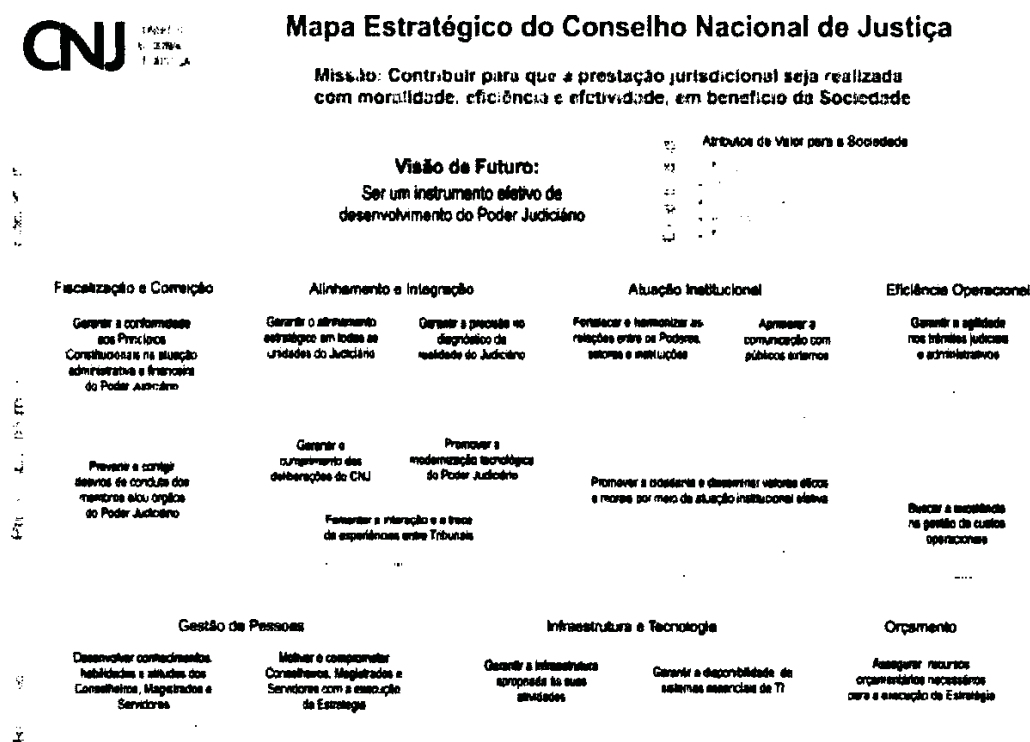 CNJ
Mapa Estratégico do Conselho Nacional de Justiça
Missão: Contribuir para que a prestação jurisdicional seja realizada
com moralidade, eficiência e efetividade, em benefício da Sociedade
Atributos de Valor para a Sociedade
Visão de Futuro:
Ser um instrumento efetivo de
desenvolvimento do Poder Judiciário
Fiscalização e Correição
Garantir a conformidade
aos Princípios
Constitucionais na atuação
administrativa e financeira
do Poder Judiciário
Prevenir e corrigir
desvios de conduta dos
membros e/ou órgãos
do Poder Judiciário
Alinhamento e Integração
Garantir o alinhamento
estratégico em todas as
unidades do Judiciário
Garantir a precisão no
diagnóstico da
realidade do Judiciário
Garantir o
cumprimento das
deliberações do CNJ
Promover a
modernização tecnológica
do Poder Judiciário
Fomentar a interação e a troca
de experiências entre Tribunais
Atuação Institucional
Fortalecer e harmonizar as
relações entre os Poderes,
setores e instituições
Aprimorar a
comunicação com
públicos externos
Promover a cidadania e disseminar valores éticos
e morais por meio de atuação institucional efetiva
Eficiência Operacional
Garantir a agilidade
nos trâmites judiciais
e administrativos
Buscar a excelência
na gestão de custos
operacionais
Gestão de Pessoas
Desenvolver conhecimentos,
habilidades e atitudes dos
Conselheiros, Magistrados e
Servidores
Motivar e comprometer
Conselheiros, Magistrados e
Servidores com a execução
da Estratégia
Infraestrutura e Tecnologia
Garantir a infraestrutura
apropriada às suas
atividades
Garantir a disponibilidade de
sistemas essenciais de TI
Orçamento
Assegurar recursos
orçamentários necessários
para a execução da Estratégia